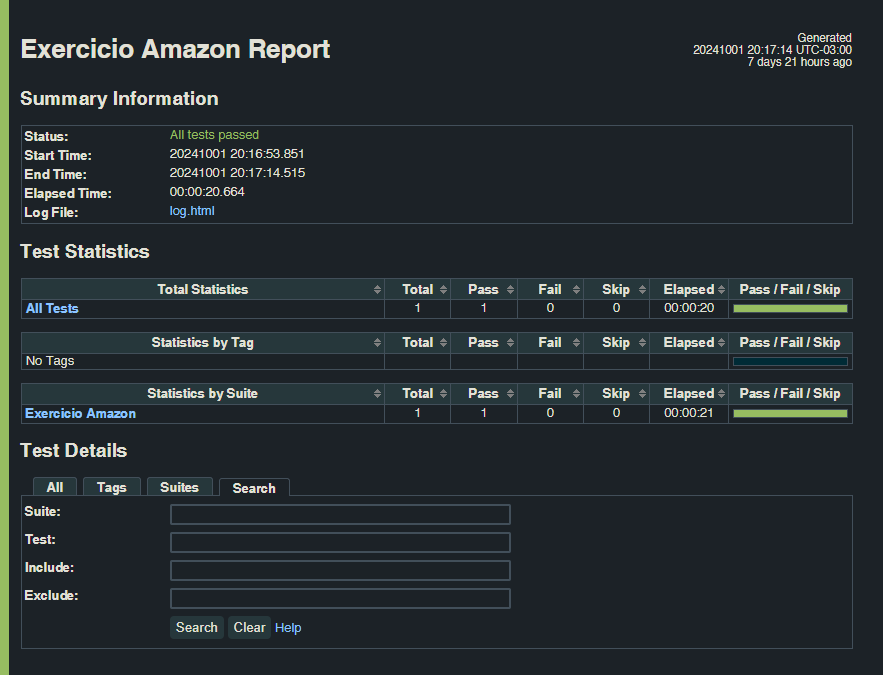 Exercicio Amazon Report
Generated
20241001 20:17:14 UTC-03:00
7 days 21 hours ago
Summary Information
Status: All tests passed
Start Time: 20241001 20:16:53.851
End Time: 20241001 20:17:14.515
Elapsed Time: 00:00:20.664
Log File: log.html
Test Statistics
Total Statistics Total Pass Fail Skip Elapsed Pass / Fail / Skip
All Tests 1 1 0 0 00:00:20
Statistics by Tag Total Pass Fail Skip Elapsed Pass / Fail / Skip
No Tags
Statistics by Suite Total Pass Fail Skip Elapsed Pass / Fail / Skip
Exercicio Amazon 1 1 0 0 00:00:21
Test Details
All Tags Suites Search
Suite:
Test:
Include:
Exclude:
Search Clear Help